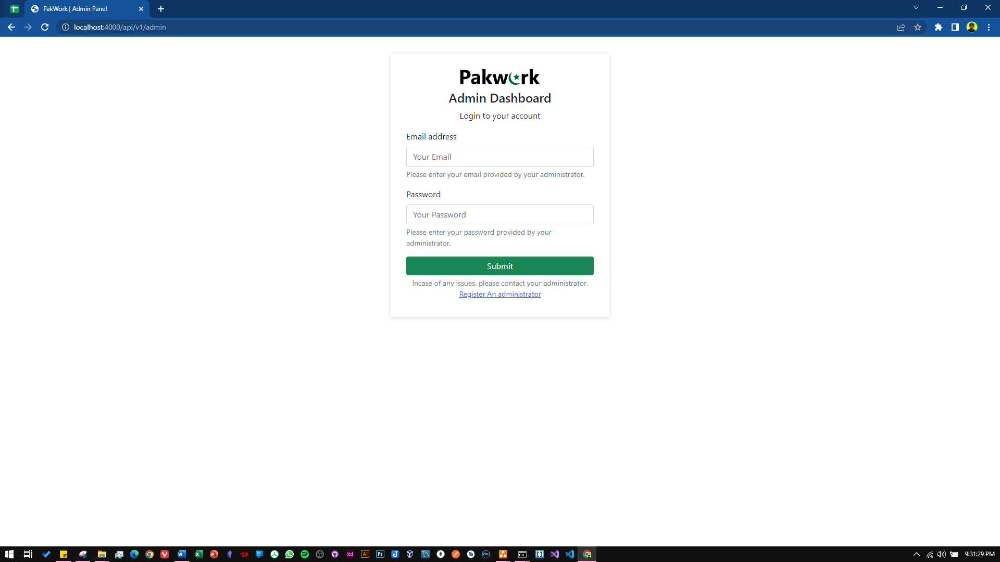 PakWork | Admin Panel
localhost:4000/api/v1/admin
Pakwork
Admin Dashboard
Login to your account
Email address
Your Email
Please enter your email provided by your administrator.
Password
Your Password
Please enter your password provided by your
administrator.
Submit
Incase of any issues, please contact your administrator.
Register An administrator
9:31:29 PM